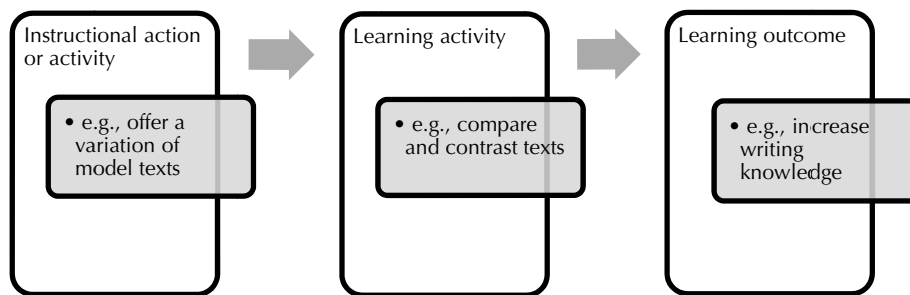 Instructional action
or activity
• e.g., offer a
variation of
model texts
Learning activity
• e.g., compare
and contrast texts
Learning outcome
• e.g., increase
writing
knowledge